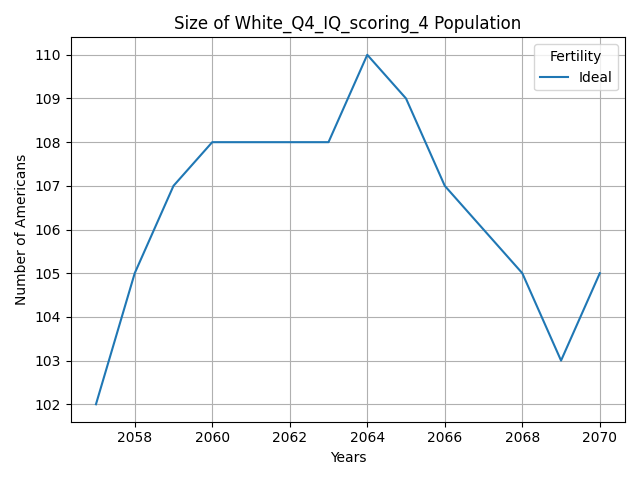 Size of White_Q4_IQ_scoring_4 Population
Fertility
Ideal
Number of Americans
110
109
108
107
106
105
104
103
102
2058 2060 2062 2064 2066 2068 2070
Years